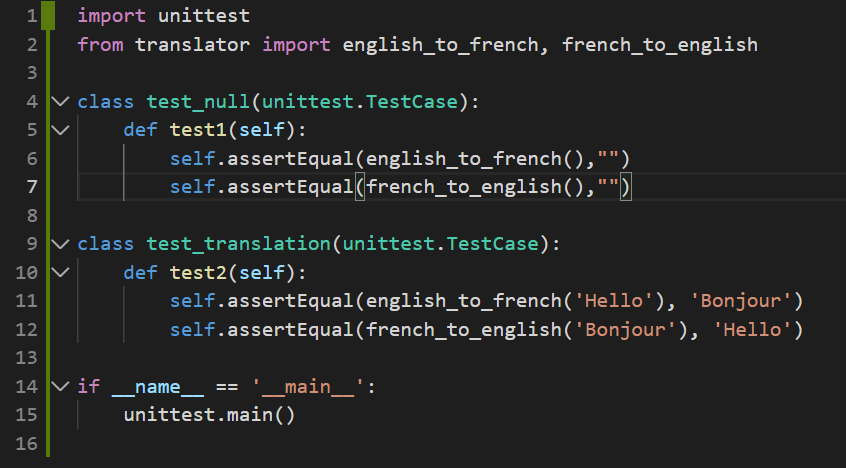 1 import unittest
2 from translator import english_to_french, french_to_english
3
4 class test_null(unittest.TestCase):
5     def test1(self):
6         self.assertEqual(english_to_french(),"")
7         self.assertEqual(french_to_english(),"")
8
9 class test_translation(unittest.TestCase):
10     def test2(self):
11         self.assertEqual(english_to_french('Hello'), 'Bonjour')
12         self.assertEqual(french_to_english('Bonjour'), 'Hello')
13
14 if __name__ == '__main__':
15     unittest.main()
16